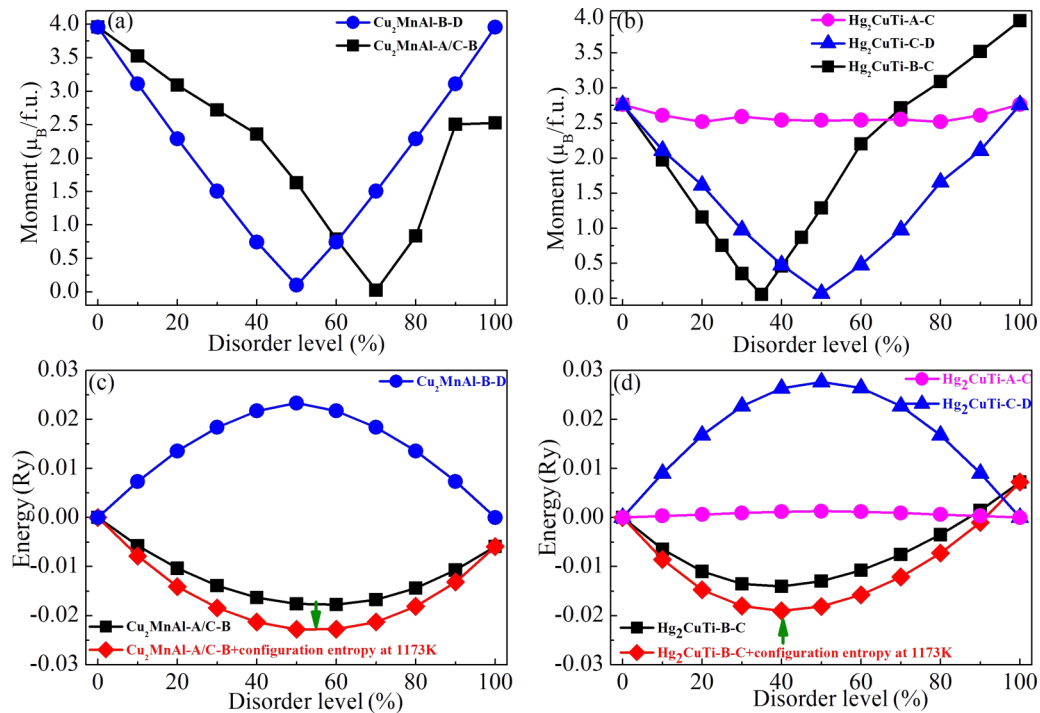 (a)
Cu2MnAl-B-D
Cu2MnAl-A/C-B
Moment (μB/f.u.)
4.0
3.5
3.0
2.5
2.0
1.5
1.0
0.5
0.0
0 20 40 60 80 100
Disorder level (%)
(b)
Hg2CuTi-A-C
Hg2CuTi-C-D
Hg2CuTi-B-C
Moment (μB/f.u.)
4.0
3.5
3.0
2.5
2.0
1.5
1.0
0.5
0.0
0 20 40 60 80 100
Disorder level (%)
(c)
Cu2MnAl-B-D
Energy (Ry)
0.03
0.02
0.01
0.00
-0.01
-0.02
-0.03
Cu2MnAl-A/C-B
Cu2MnAl-A/C-B+configuration entropy at 1173K
0 20 40 60 80 100
Disorder level (%)
(d)
Hg2CuTi-A-C
Hg2CuTi-C-D
Energy (Ry)
0.03
0.02
0.01
0.00
-0.01
-0.02
-0.03
Hg2CuTi-B-C
Hg2CuTi-B-C+configuration entropy at 1173K
0 20 40 60 80 100
Disorder level (%)